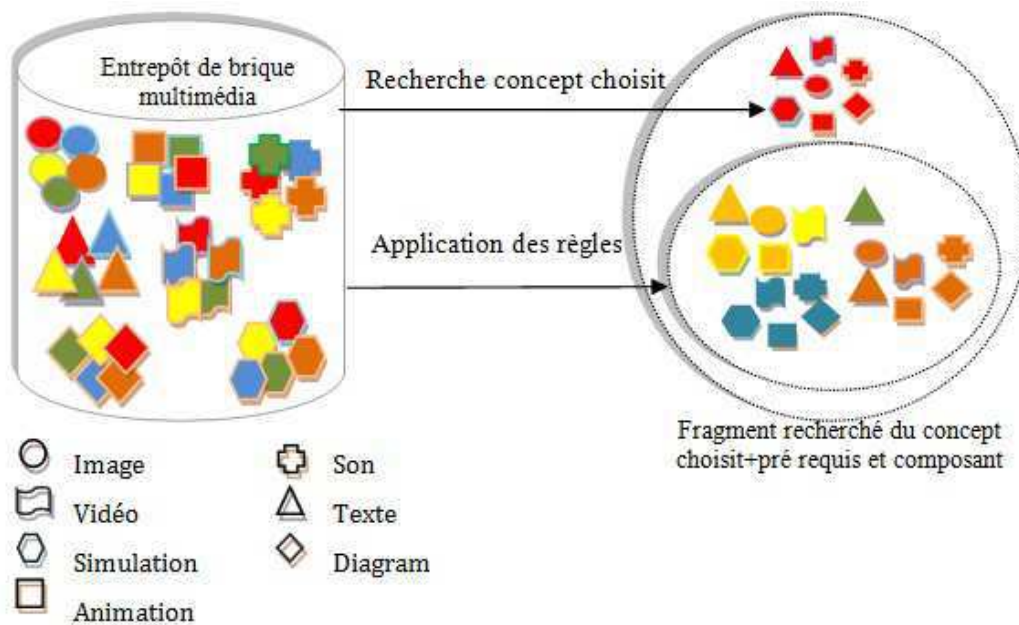 Entrepôt de brique
multimédia
Recherche concept choisit
Application des règles
Fragment recherché du concept
choisit+pré requis et composant
Image
Vidéo
Simulation
Animation
Son
Texte
Diagram